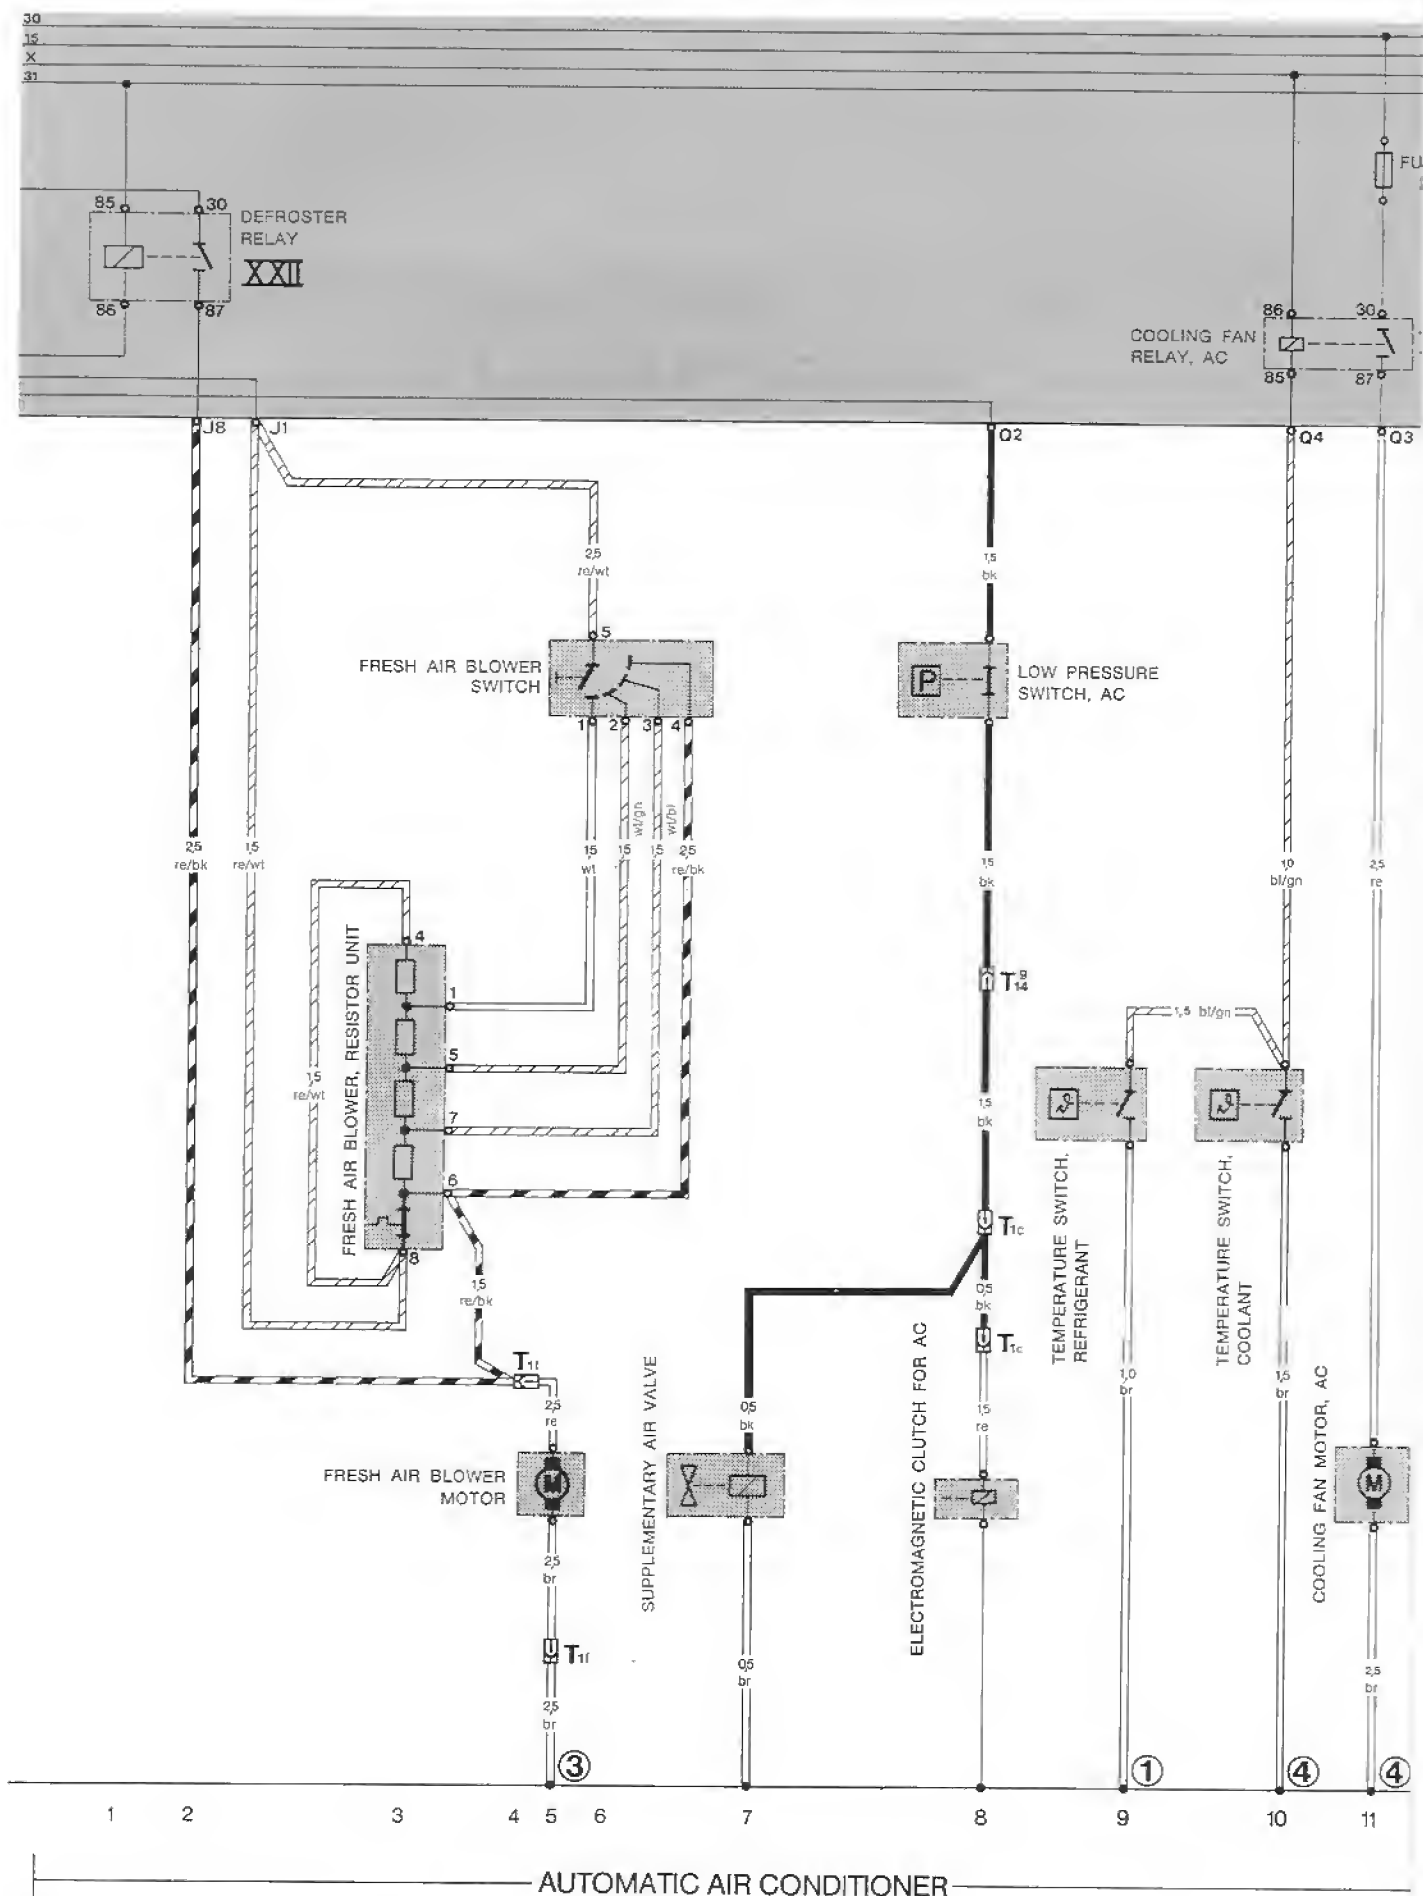 30
15
X
31
85
30
DEFROSTER
RELAY
XXII
86
87
FU
86
30
COOLING FAN
RELAY, AC
85
87
J8
J1
Q2
Q4
Q3
2,5
re/wt
1,5
bk
5
FRESH AIR BLOWER
SWITCH
P
LOW PRESSURE
SWITCH, AC
1
2
3
4
wt/gn
wt/bl
2,5
re/bk
1,5
re/wt
1,5
wt
1,5
1,5
2,5
re/bk
1,5
bk
1,0
bl/gn
2,5
re
FRESH AIR BLOWER, RESISTOR UNIT
4
1
5
7
6
8
1,5
re/wt
T 9 14
1,5 bl/gn
1,5
bk
T1c
TEMPERATURE SWITCH,
REFRIGERANT
TEMPERATURE SWITCH,
COOLANT
1,5
re/bk
0,5
bk
T1c
T1f
2,5
re
0,5
bk
1,5
re
1,0
br
1,5
br
FRESH AIR BLOWER
MOTOR
M
SUPPLEMENTARY AIR VALVE
ELECTROMAGNETIC CLUTCH FOR AC
COOLING FAN MOTOR, AC
M
2,5
br
T1f
0,5
br
2,5
br
2,5
br
3
1
4
4
1 2 3 4 5 6 7 8 9 10 11
AUTOMATIC AIR CONDITIONER